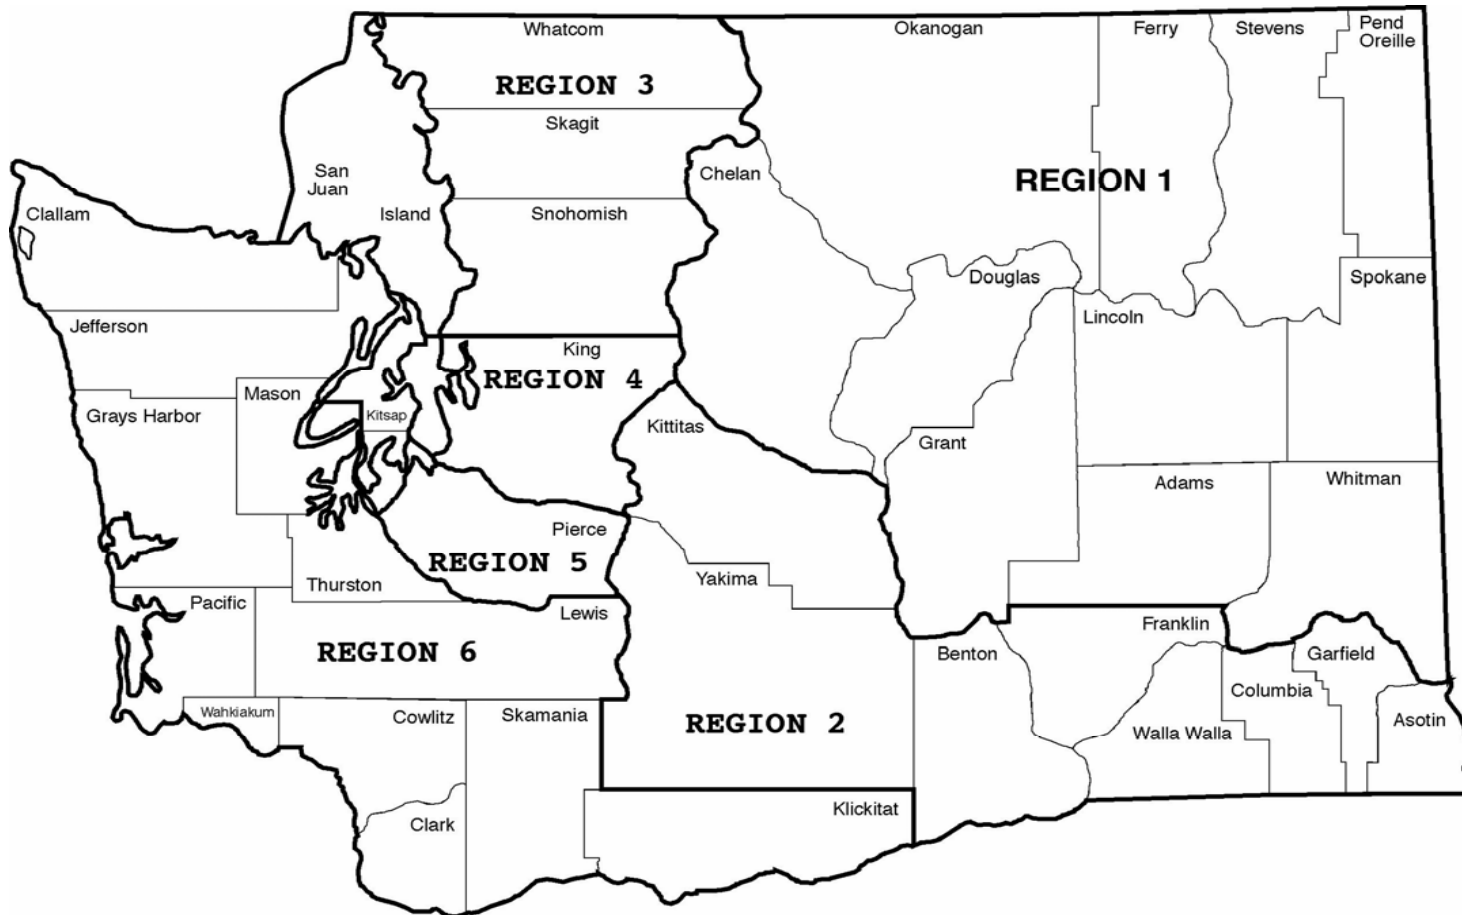 Whatcom
Okanogan
Ferry
Stevens
Pend
Oreille
REGION 3
Skagit
San
Juan
Chelan
REGION 1
Clallam
Island
Snohomish
Douglas
Spokane
Jefferson
Lincoln
King
REGION 4
Mason
Kitsap
Grays Harbor
Kittitas
Grant
Adams
Whitman
Pierce
REGION 5
Thurston
Yakima
Pacific
Lewis
Franklin
REGION 6
Benton
Garfield
Columbia
Wahkiakum
Cowlitz
Skamania
REGION 2
Walla Walla
Asotin
Clark
Klickitat